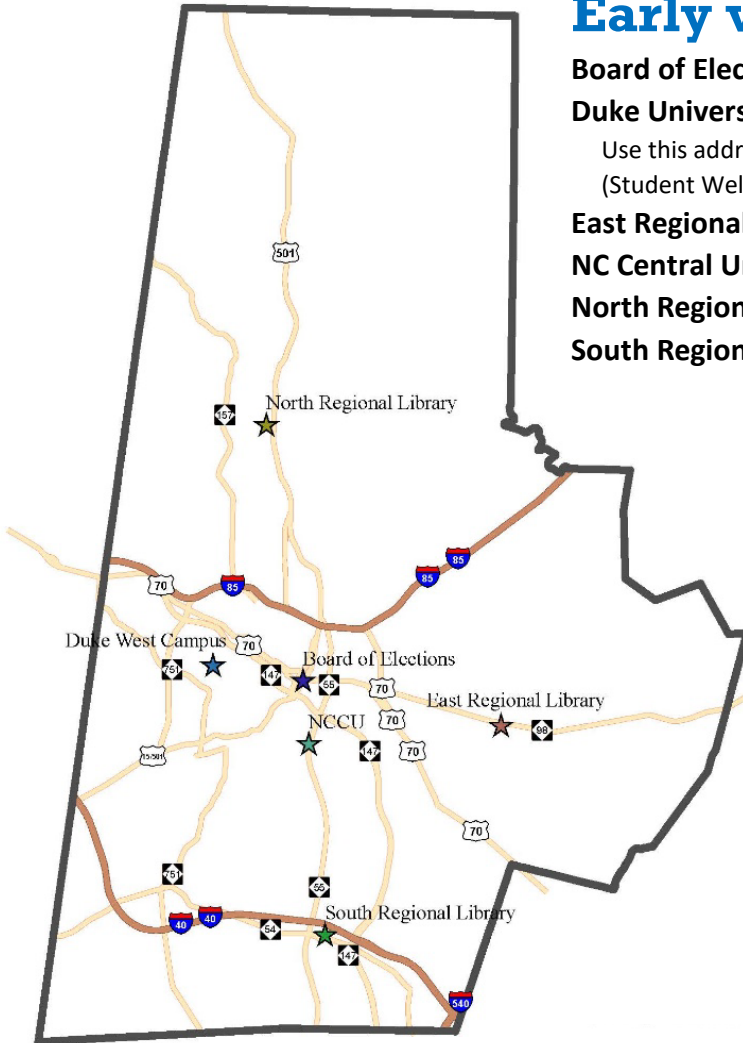 Early v
Board of Elec
Duke Univers
Use this addr
(Student Wel
East Regional
NC Central U
North Region
South Region
501
North Regional Library
157
85
85
70
85
Duke West Campus
70
751
Board of Elections
147
55
70
East Regional Library
NCCU
70
98
147
70
15-501
70
751
55
South Regional Library
40
40
54
147
540